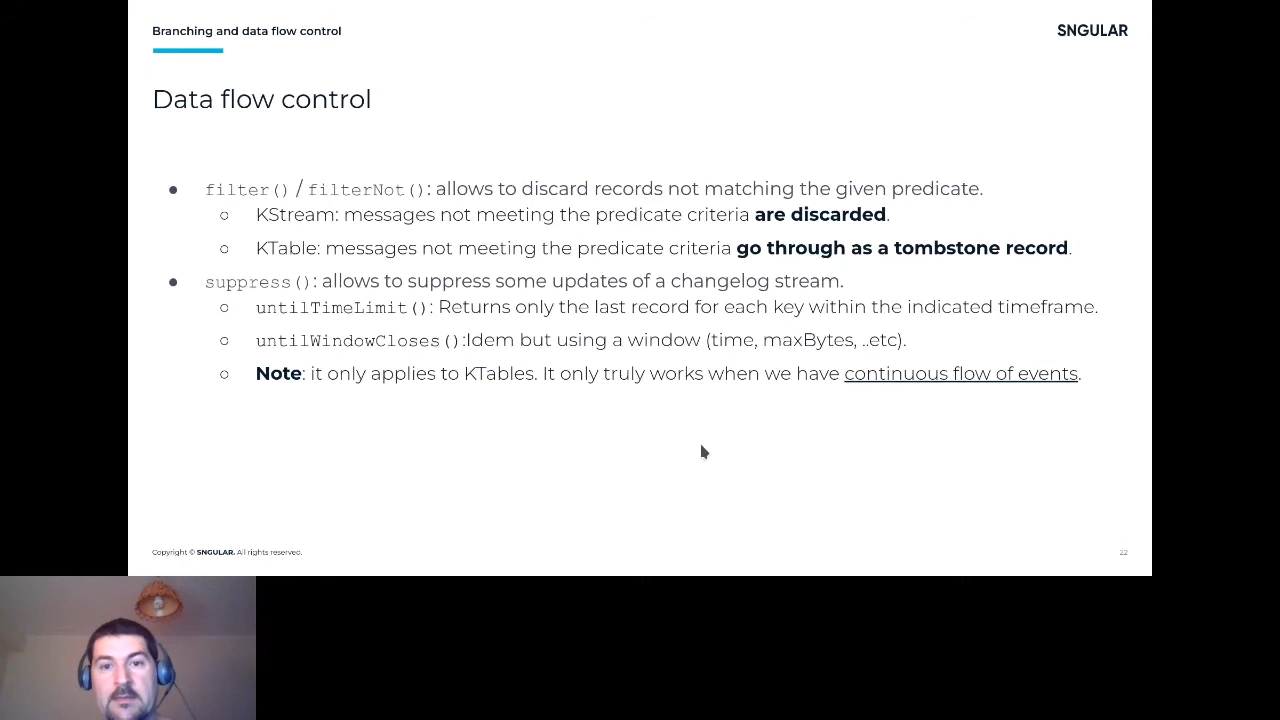 Branching and data flow control
SNGULAR
Data flow control
● filter() / filterNot(): allows to discard records not matching the given predicate.
○ KStream: messages not meeting the predicate criteria are discarded.
○ KTable: messages not meeting the predicate criteria go through as a tombstone record.
● suppress(): allows to suppress some updates of a changelog stream.
○ untilTimeLimit(): Returns only the last record for each key within the indicated timeframe.
○ untilWindowCloses():Idem but using a window (time, maxBytes, ..etc).
○ Note: it only applies to KTables. It only truly works when we have continuous flow of events.
Copyright © SNGULAR. All rights reserved.
22